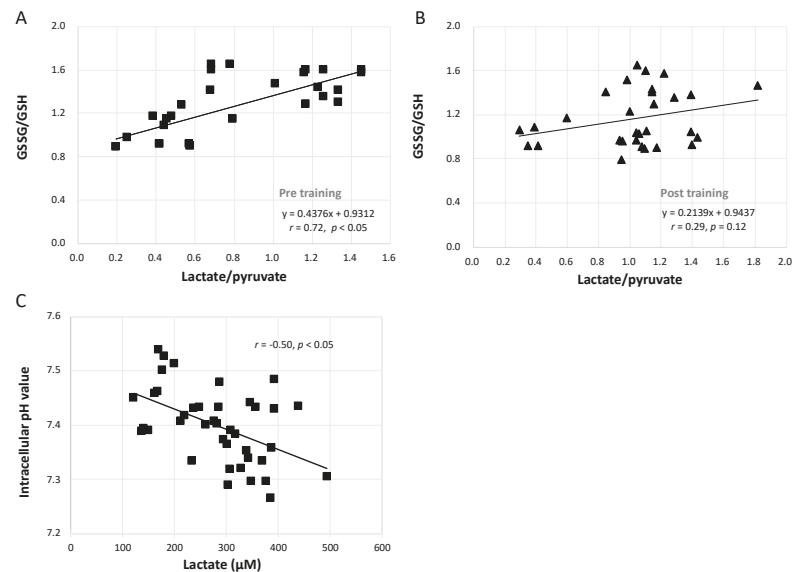 A
2.0
1.6
1.2
0.8
0.4
0.0
GSSG/GSH
Pre training
y = 0.4376x + 0.9312
r = 0.72, p < 0.05
0.0 0.2 0.4 0.6 0.8 1.0 1.2 1.4 1.6
Lactate/pyruvate
B
2.0
1.6
1.2
0.8
0.4
0.0
GSSG/GSH
Post training
y = 0.2139x + 0.9437
r = 0.29, p = 0.12
0.0 0.2 0.4 0.6 0.8 1.0 1.2 1.4 1.6 1.8 2.0
Lactate/pyruvate
C
7.6
7.5
7.4
7.3
7.2
Intracellular pH value
r = -0.50, p < 0.05
0 100 200 300 400 500 600
Lactate (μM)